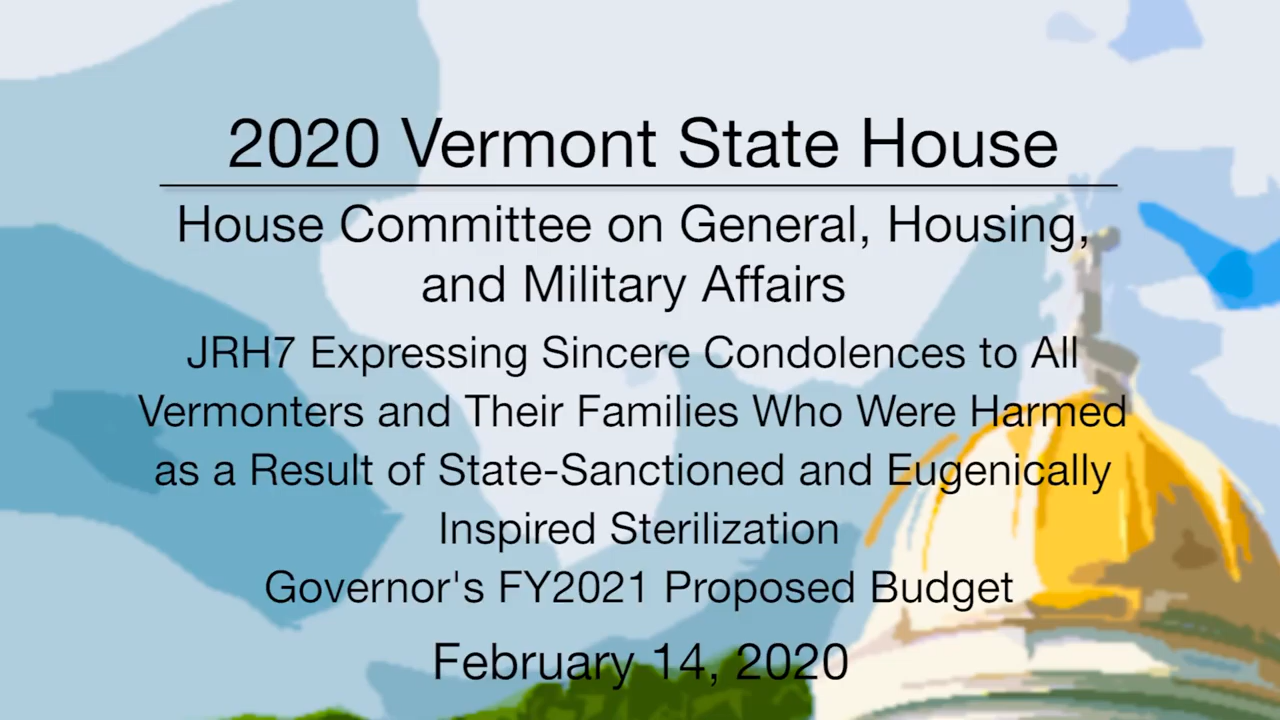 2020 Vermont State House
House Committee on General, Housing,
and Military Affairs
JRH7 Expressing Sincere Condolences to All
Vermonters and Their Families Who Were Harmed
as a Result of State-Sanctioned and Eugenically
Inspired Sterilization
Governor's FY2021 Proposed Budget
February 14, 2020